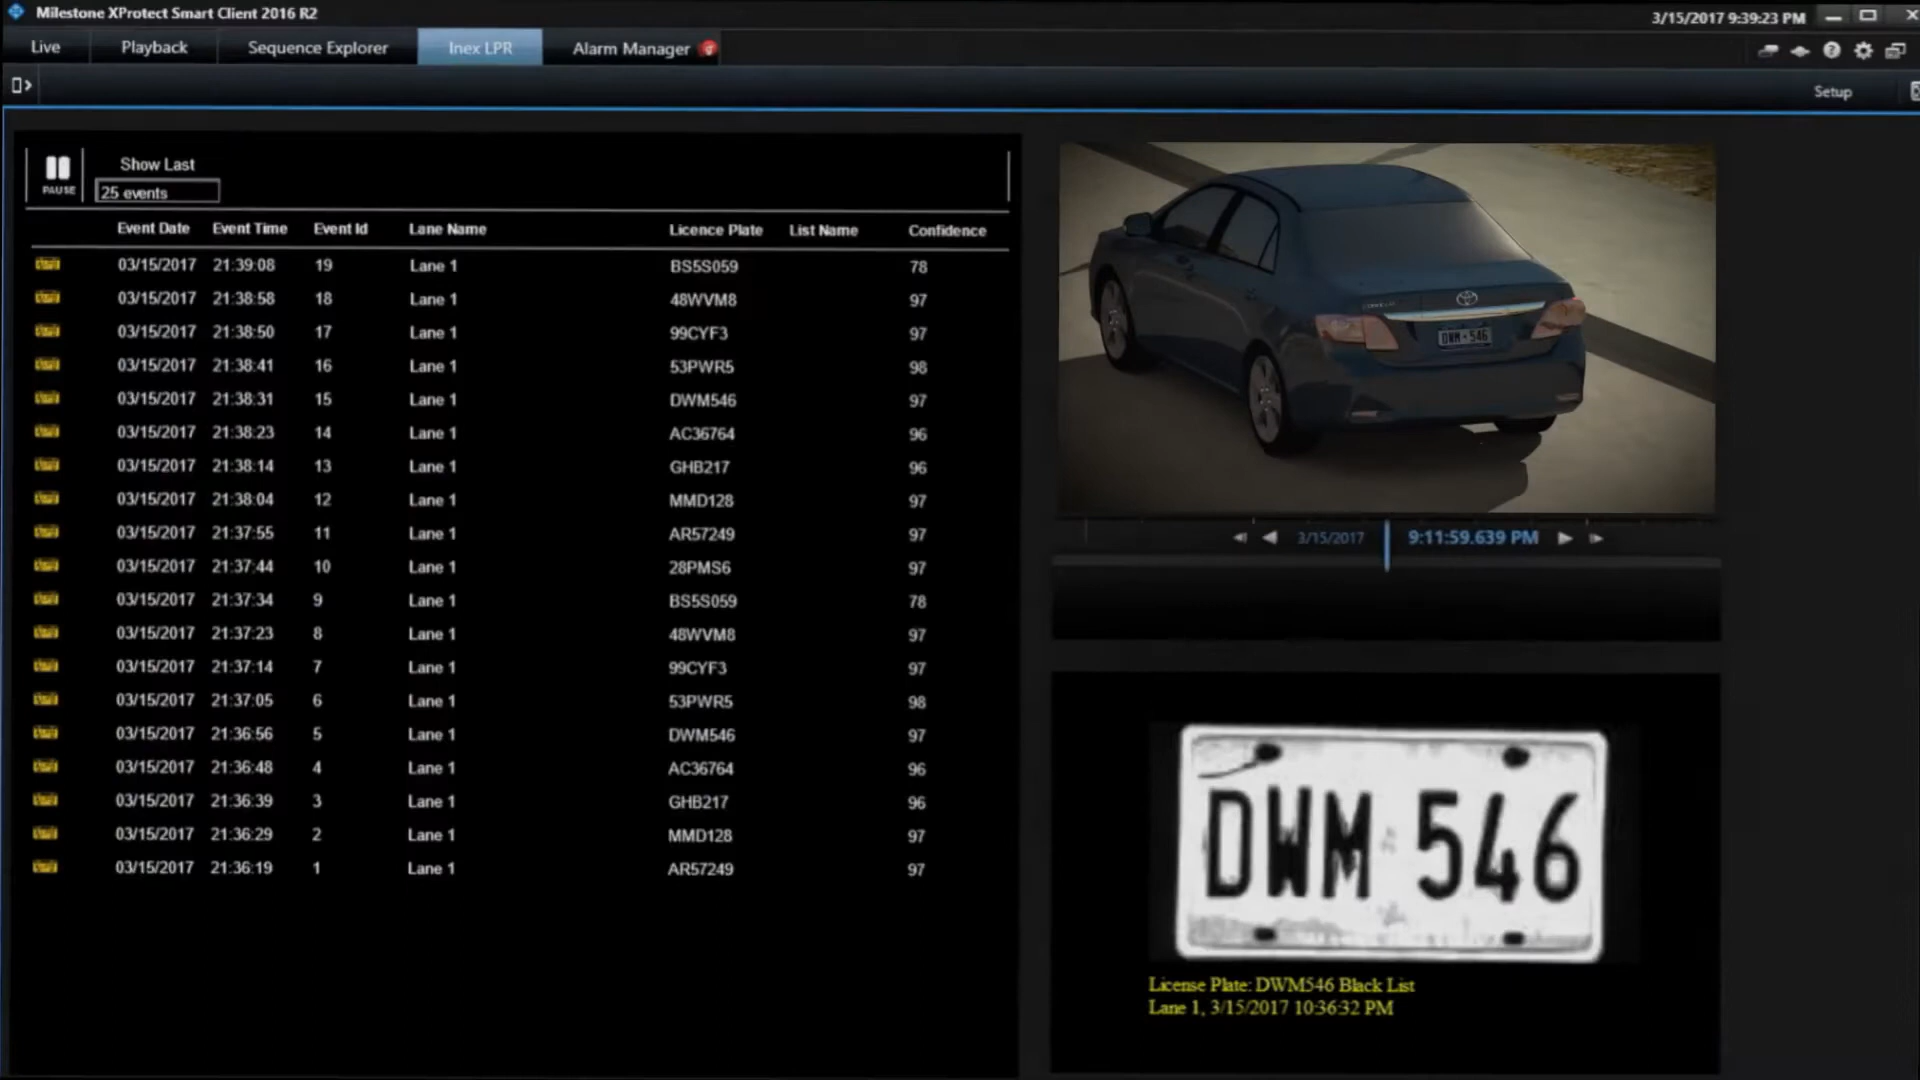 Milestone XProtect Smart Client 2016 R2
3/15/2017 9:39:23 PM
Live Playback Sequence Explorer Inex LPR Alarm Manager
Setup
PAUSE
Show Last
25 events
Event Date Event Time Event Id Lane Name Licence Plate List Name Confidence
03/15/2017 21:39:08 19 Lane 1 BS5S059 78
03/15/2017 21:38:58 18 Lane 1 48WVM8 97
03/15/2017 21:38:50 17 Lane 1 99CYF3 97
03/15/2017 21:38:41 16 Lane 1 53PWR5 98
03/15/2017 21:38:31 15 Lane 1 DWM546 97
03/15/2017 21:38:23 14 Lane 1 AC36764 96
03/15/2017 21:38:14 13 Lane 1 GHB217 96
03/15/2017 21:38:04 12 Lane 1 MMD128 97
03/15/2017 21:37:55 11 Lane 1 AR57249 97
03/15/2017 21:37:44 10 Lane 1 28PMS6 97
03/15/2017 21:37:34 9 Lane 1 BS5S059 78
03/15/2017 21:37:23 8 Lane 1 48WVM8 97
03/15/2017 21:37:14 7 Lane 1 99CYF3 97
03/15/2017 21:37:05 6 Lane 1 53PWR5 98
03/15/2017 21:36:56 5 Lane 1 DWM546 97
03/15/2017 21:36:48 4 Lane 1 AC36764 96
03/15/2017 21:36:39 3 Lane 1 GHB217 96
03/15/2017 21:36:29 2 Lane 1 MMD128 97
03/15/2017 21:36:19 1 Lane 1 AR57249 97
DWM·546
3/15/2017 9:11:59.639 PM
DWM 546
License Plate: DWM546 Black List
Lane 1, 3/15/2017 10:36:32 PM